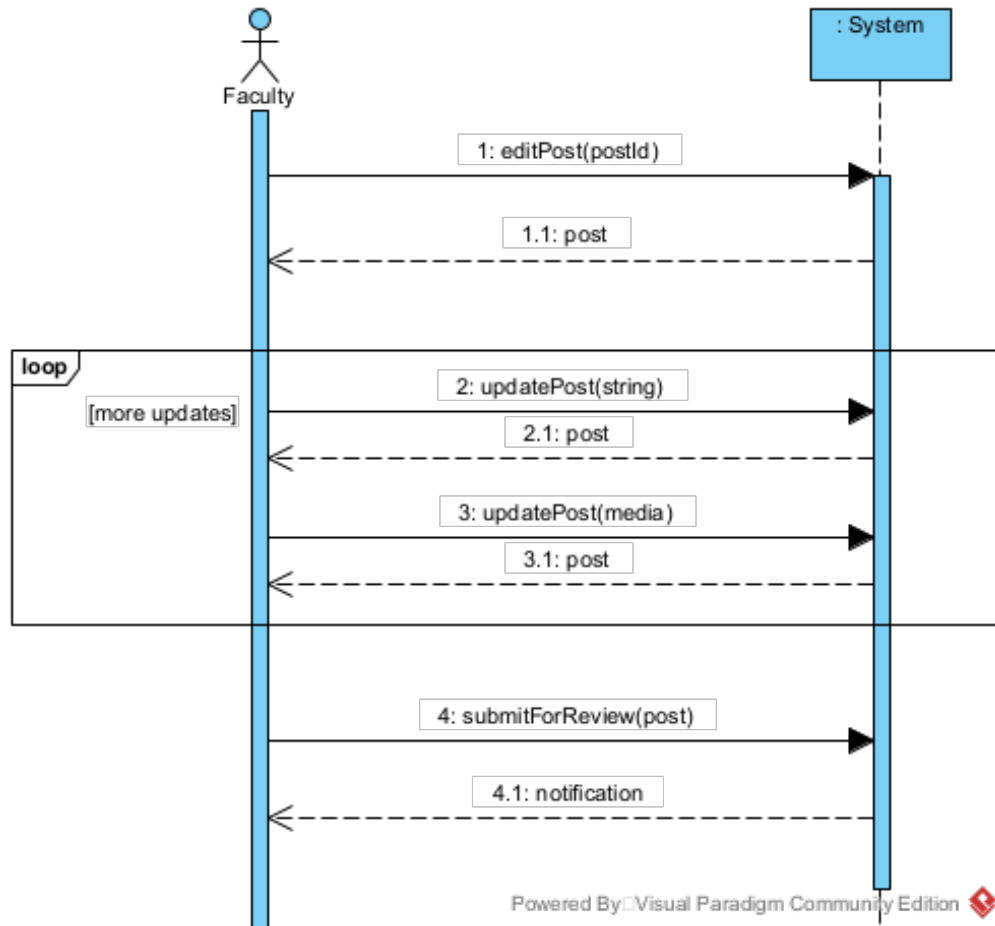 : System
Faculty
1: editPost(postId)
1.1: post
loop
[more updates]
2: updatePost(string)
2.1: post
3: updatePost(media)
3.1: post
4: submitForReview(post)
4.1: notification
Powered By Visual Paradigm Community Edition